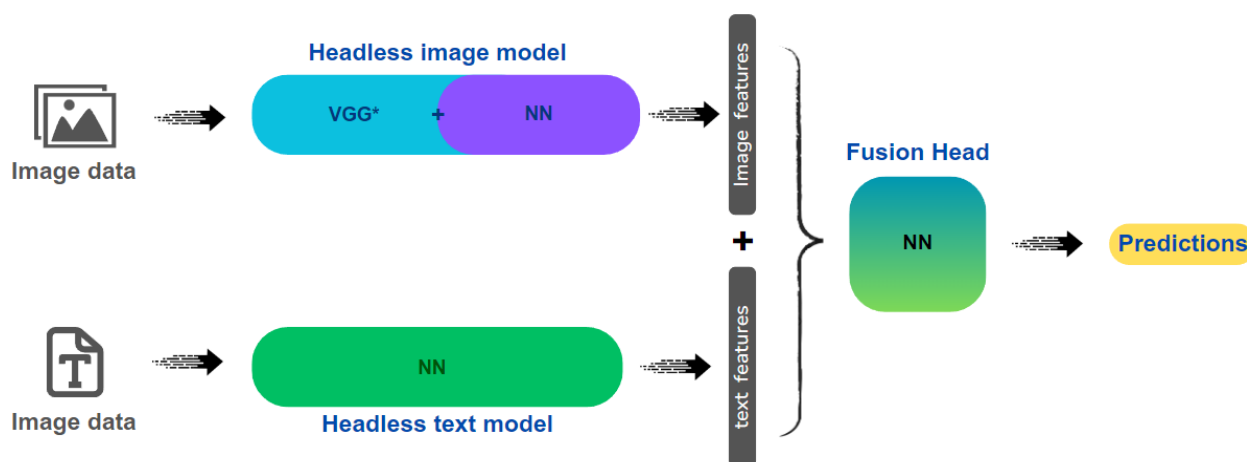 Headless image model
VGG* + NN
Image data
Image features
Fusion Head
NN
Predictions
+
T
NN
Image data
Headless text model
text features